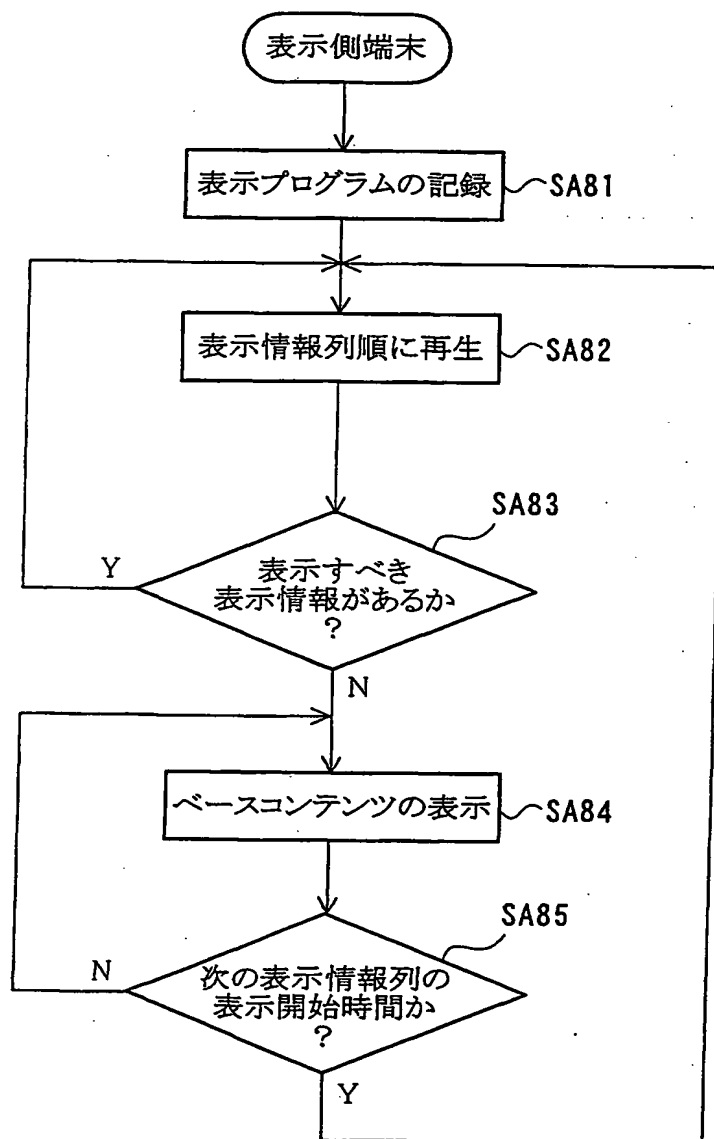 表示側端末
表示プログラムの記録
SA81
表示情報列順に再生
SA82
SA83
表示すべき
表示情報があるか
?
Y
N
ベースコンテンツの表示
SA84
SA85
次の表示情報列の
表示開始時間か
?
N
Y